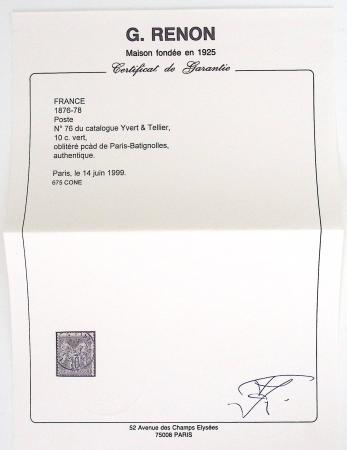 G. RENON
Maison fondée en 1925
Certificat de Garantie
FRANCE
1876-78
Poste
N° 76 du catalogue Yvert & Tellier,
10 c. vert,
oblitéré pcàd de Paris-Batignolles,
authentique.
Paris, le 14 juin 1999.
675 CONE
52 Avenue des Champs Elysées
75008 PARIS